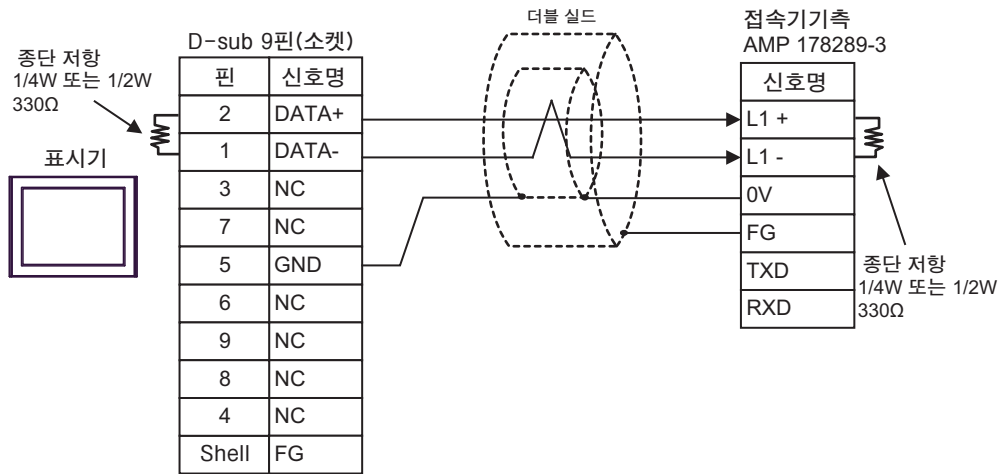 더블 실드
접속기기측
AMP 178289-3
D-sub 9핀(소켓)
종단 저항
1/4W 또는 1/2W
330Ω
표시기
핀 신호명
2 DATA+
1 DATA-
3 NC
7 NC
5 GND
6 NC
9 NC
8 NC
4 NC
Shell FG
신호명
L1 +
L1 -
0V
FG
TXD
RXD
종단 저항
1/4W 또는 1/2W
330Ω